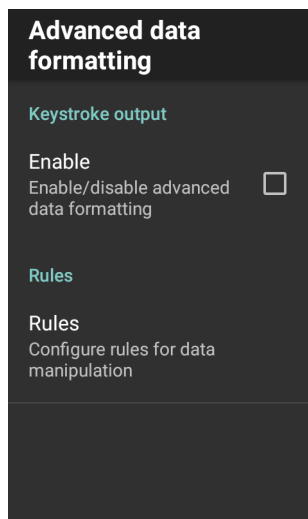 Advanced data
formatting
Keystroke output
Enable
Enable/disable advanced
data formatting
Rules
Rules
Configure rules for data
manipulation